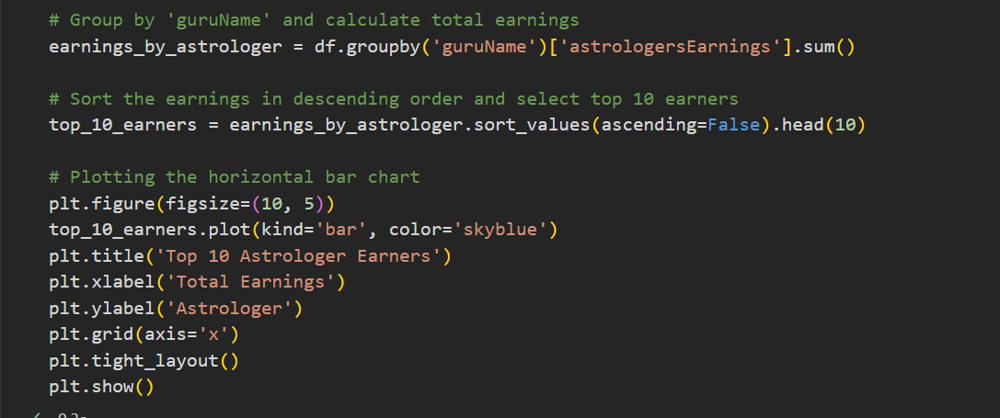 # Group by 'guruName' and calculate total earnings
earnings_by_astrologer = df.groupby('guruName')['astrologersEarnings'].sum()
# Sort the earnings in descending order and select top 10 earners
top_10_earners = earnings_by_astrologer.sort_values(ascending=False).head(10)
# Plotting the horizontal bar chart
plt.figure(figsize=(10, 5))
top_10_earners.plot(kind='bar', color='skyblue')
plt.title('Top 10 Astrologer Earners')
plt.xlabel('Total Earnings')
plt.ylabel('Astrologer')
plt.grid(axis='x')
plt.tight_layout()
plt.show()